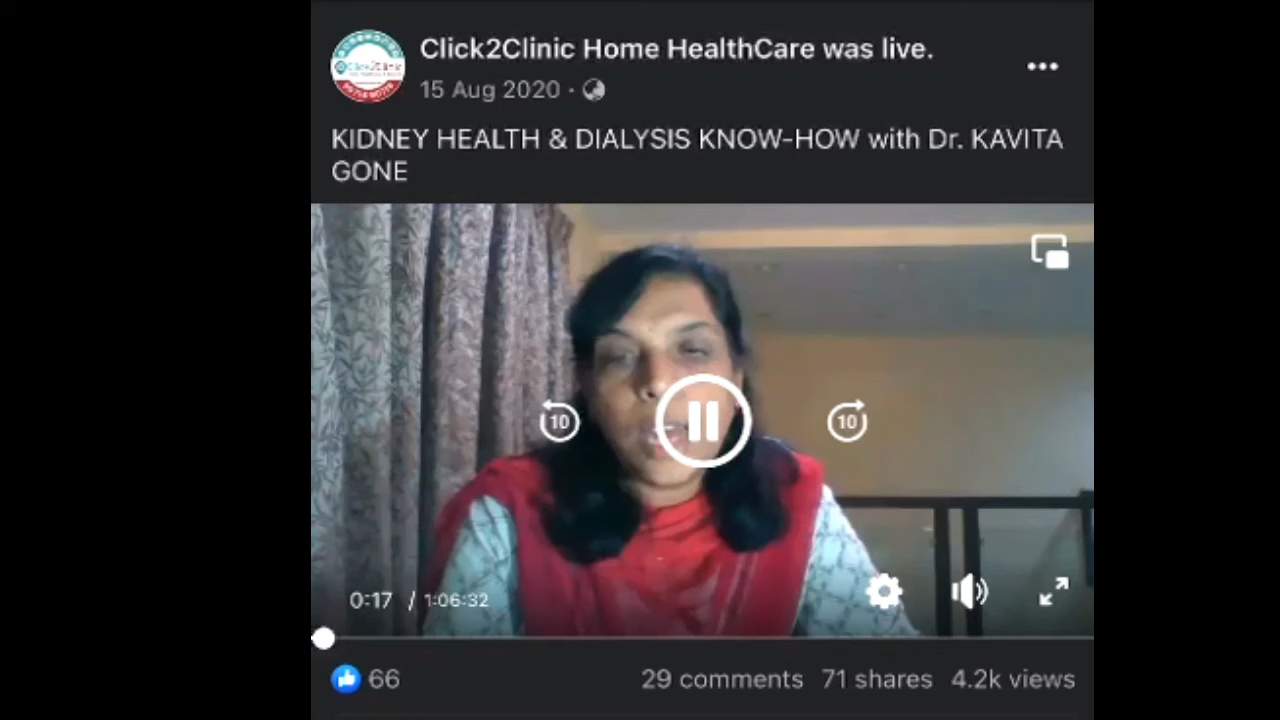 Click2Clinic Home HealthCare was live.
15 Aug 2020 ·
KIDNEY HEALTH & DIALYSIS KNOW-HOW with Dr. KAVITA
GONE
10
10
0:17 / 1:06:32
66
29 comments 71 shares 4.2k views